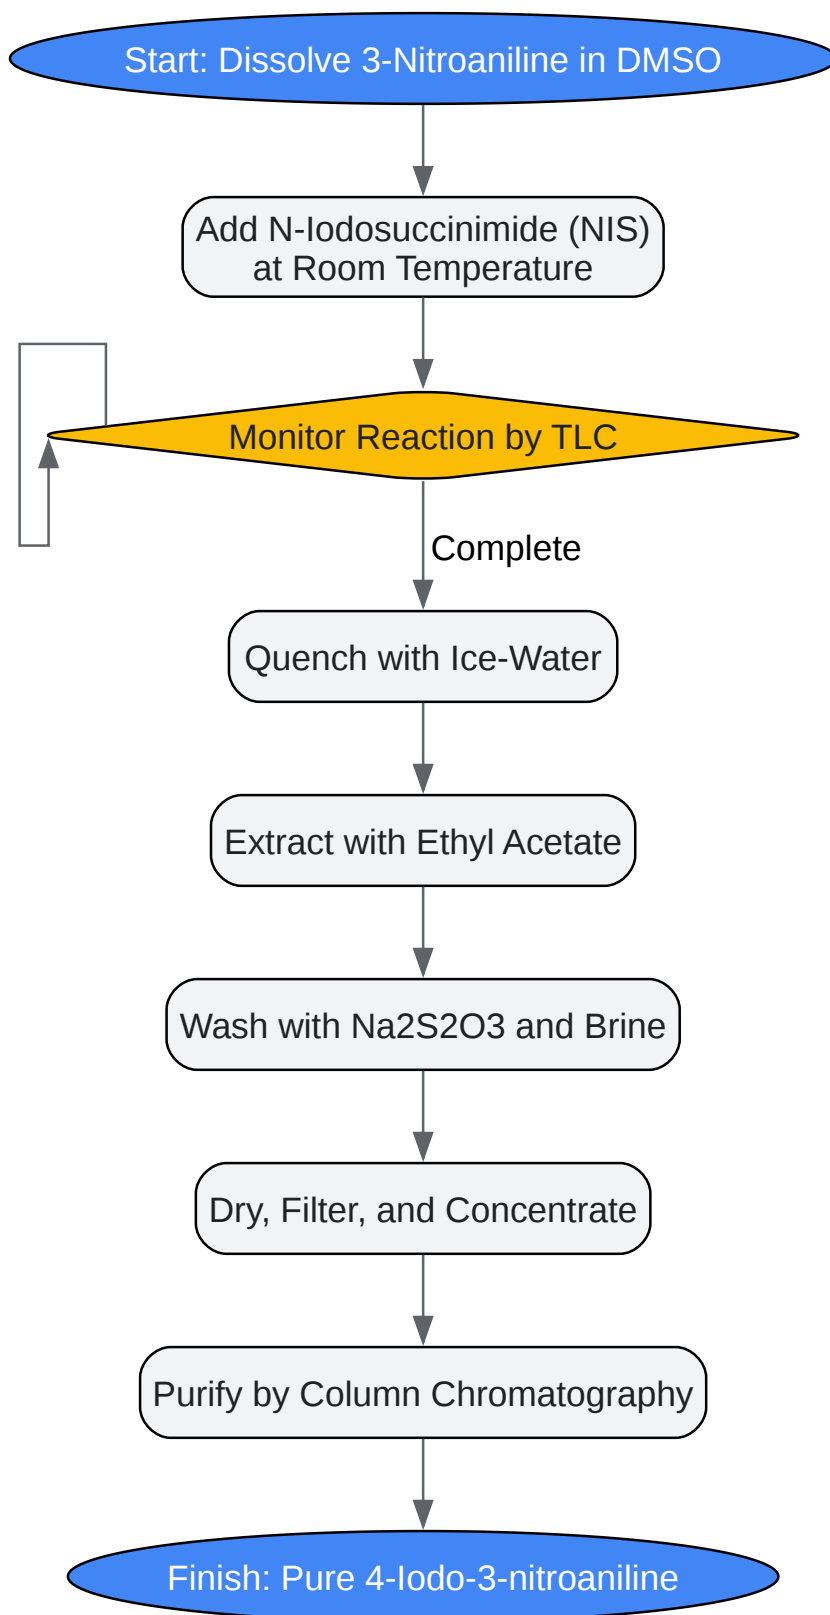 Start: Dissolve 3-Nitroaniline in DMSO
Add N-Iodosuccinimide (NIS)
at Room Temperature
Monitor Reaction by TLC
Complete
Quench with Ice-Water
Extract with Ethyl Acetate
Wash with Na2S2O3 and Brine
Dry, Filter, and Concentrate
Purify by Column Chromatography
Finish: Pure 4-Iodo-3-nitroaniline